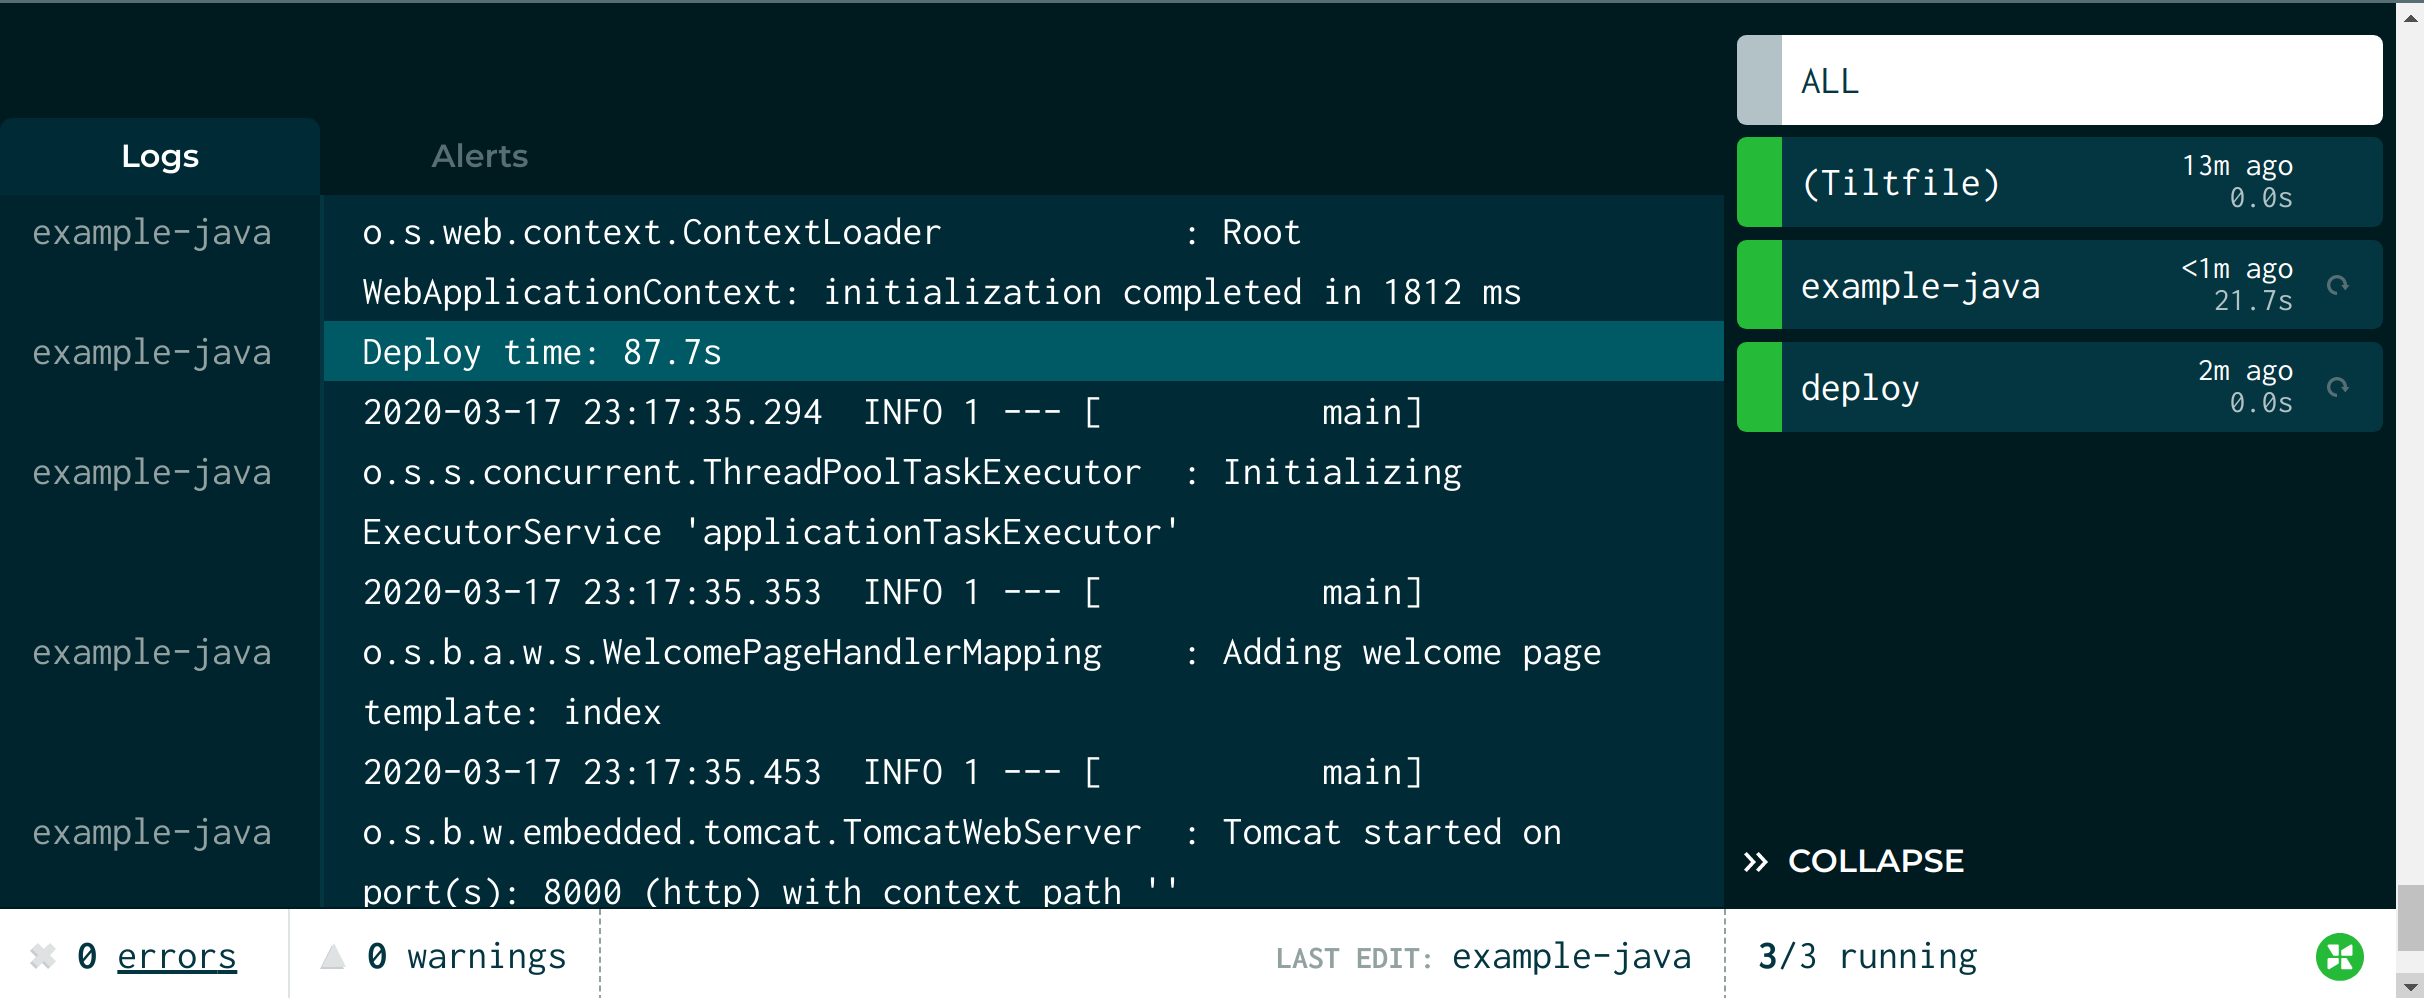 Logs
Alerts
example-java o.s.web.context.ContextLoader : Root
WebApplicationContext: initialization completed in 1812 ms
example-java Deploy time: 87.7s
2020-03-17 23:17:35.294 INFO 1 --- [ main]
example-java o.s.s.concurrent.ThreadPoolTaskExecutor : Initializing
ExecutorService 'applicationTaskExecutor'
2020-03-17 23:17:35.353 INFO 1 --- [ main]
example-java o.s.b.a.w.s.WelcomePageHandlerMapping : Adding welcome page
template: index
2020-03-17 23:17:35.453 INFO 1 --- [ main]
example-java o.s.b.w.embedded.tomcat.TomcatWebServer : Tomcat started on
port(s): 8000 (http) with context path ''
ALL
(Tiltfile)
13m ago
0.0s
example-java
<1m ago
21.7s
deploy
2m ago
0.0s
COLLAPSE
0 errors
0 warnings
LAST EDIT: example-java
3/3 running